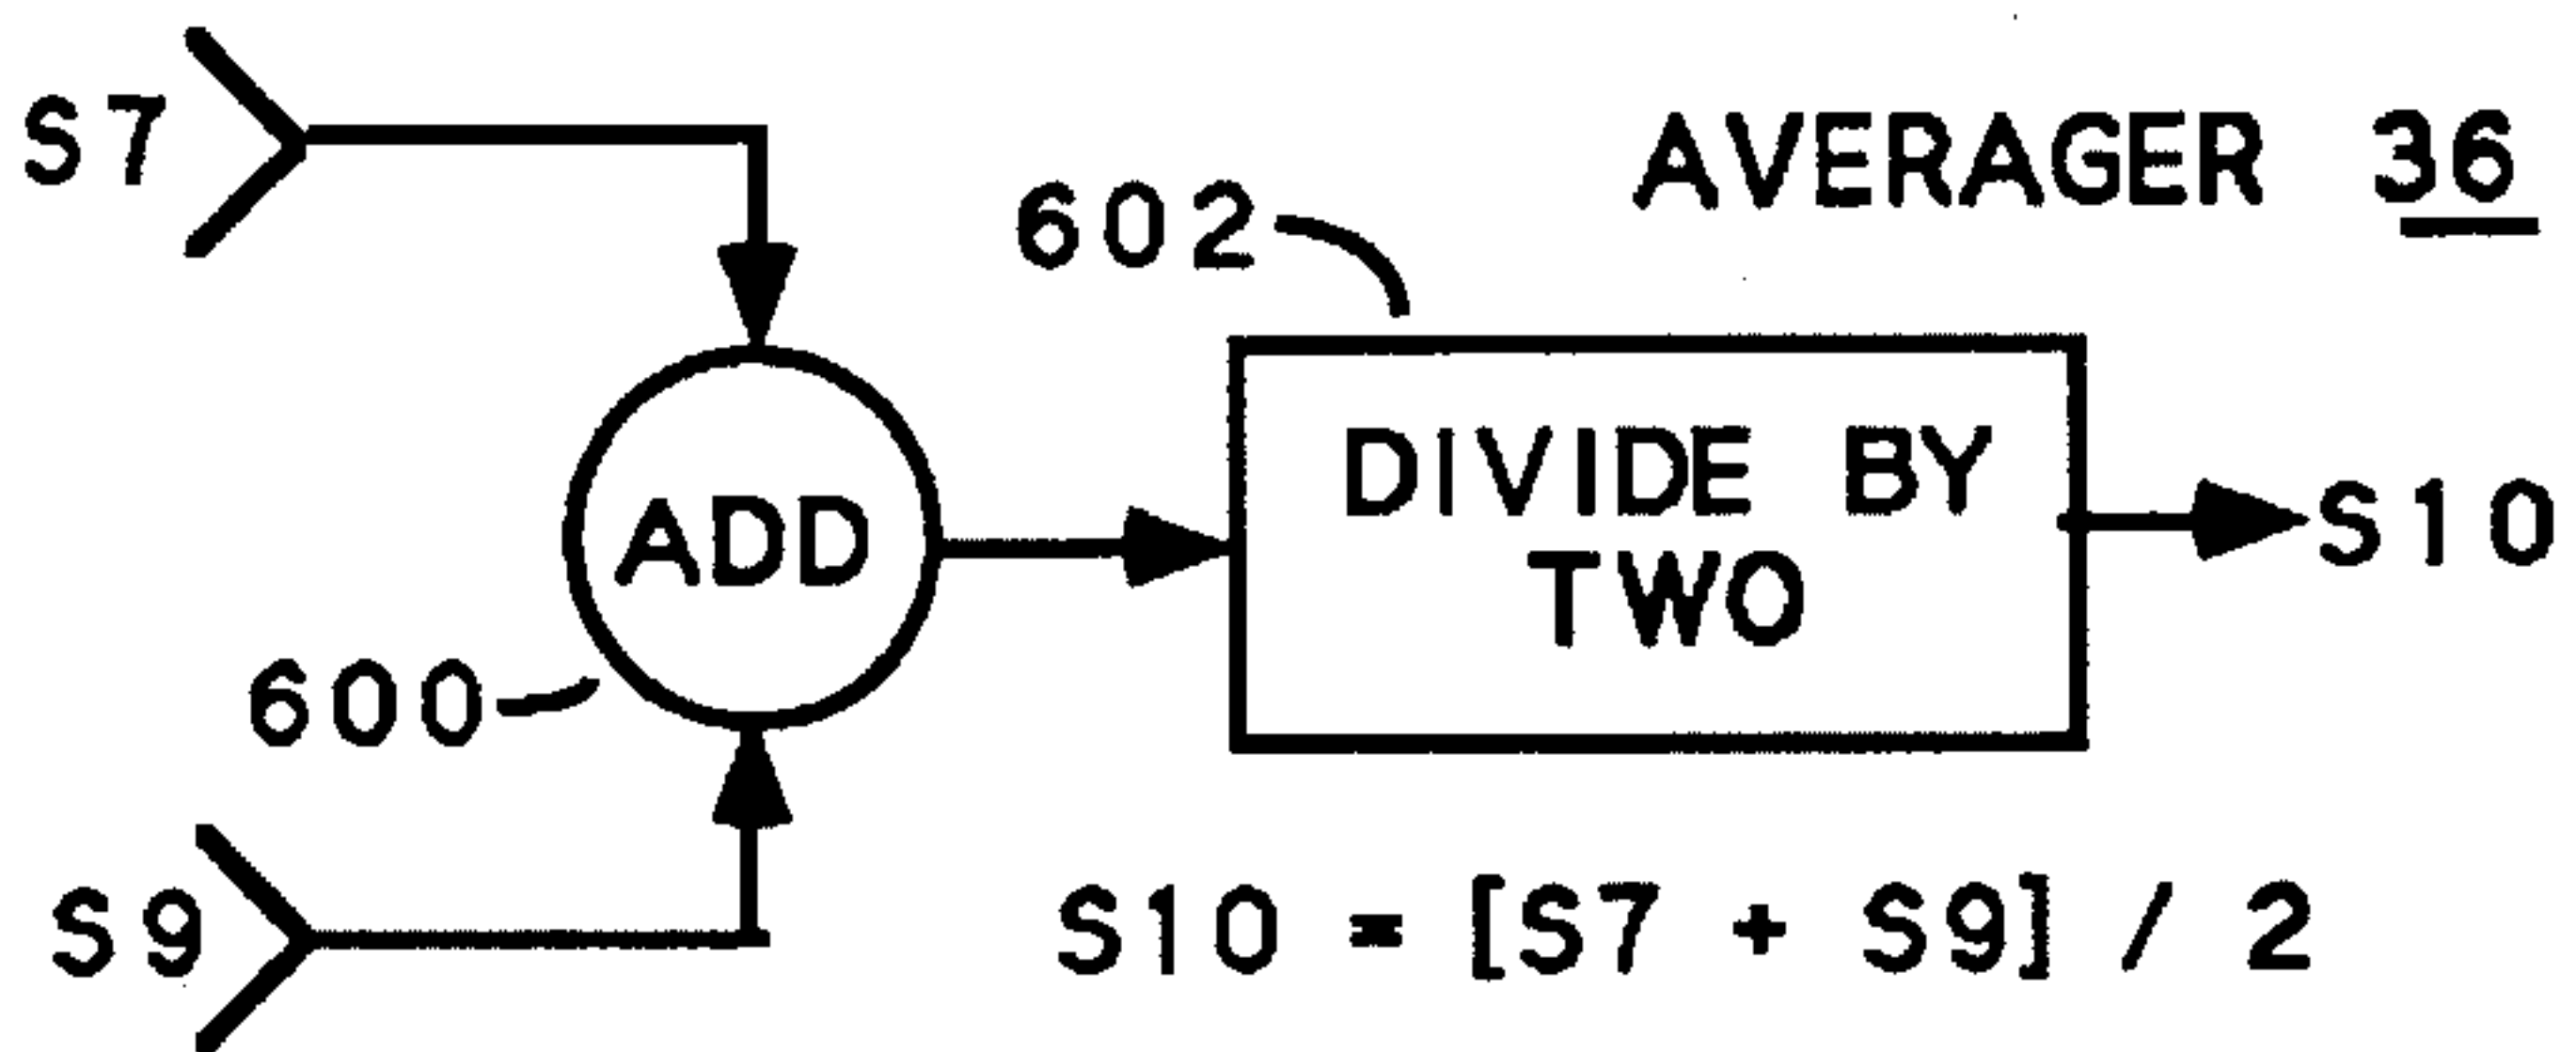 S7
AVERAGER 36
602
DIVIDE BY
TWO
ADD
S10
600
S9
S10 = [S7 + S9] / 2